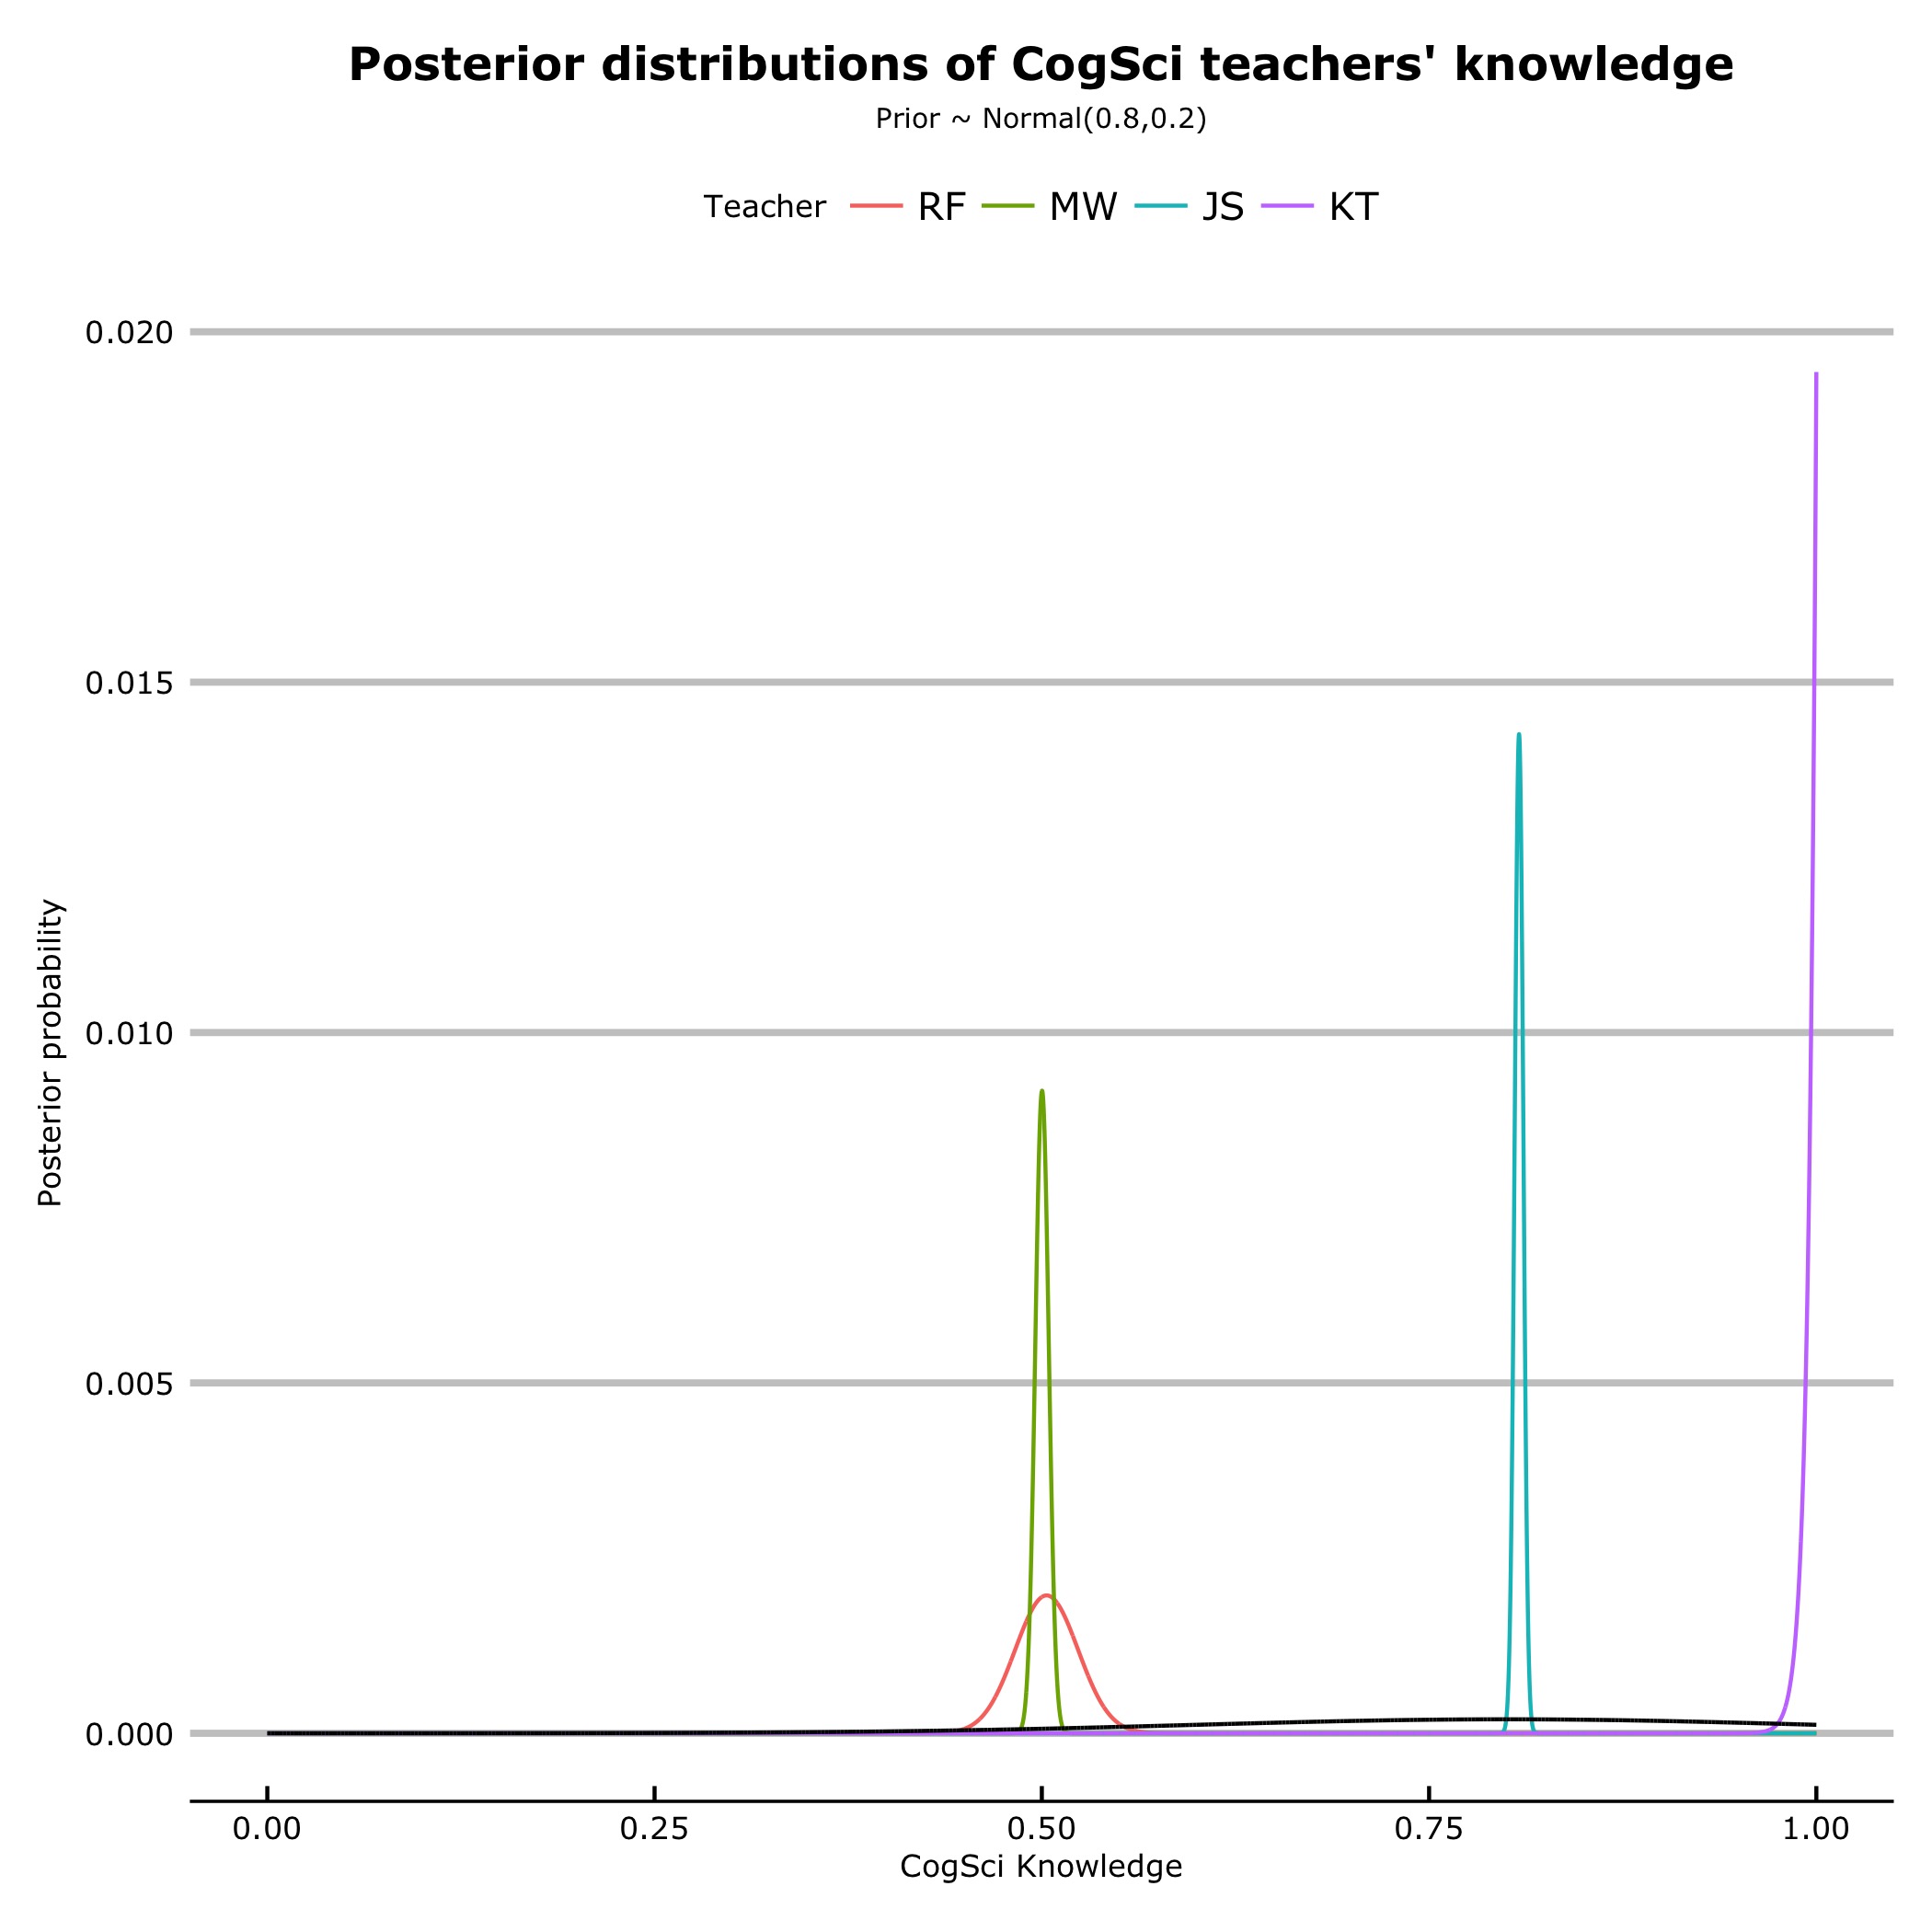 Posterior distributions of CogSci teachers' knowledge
Prior ~ Normal(0.8,0.2)
Teacher RF MW JS KT
0.020
0.015
0.010
0.005
0.000
Posterior probability
0.00 0.25 0.50 0.75 1.00
CogSci Knowledge